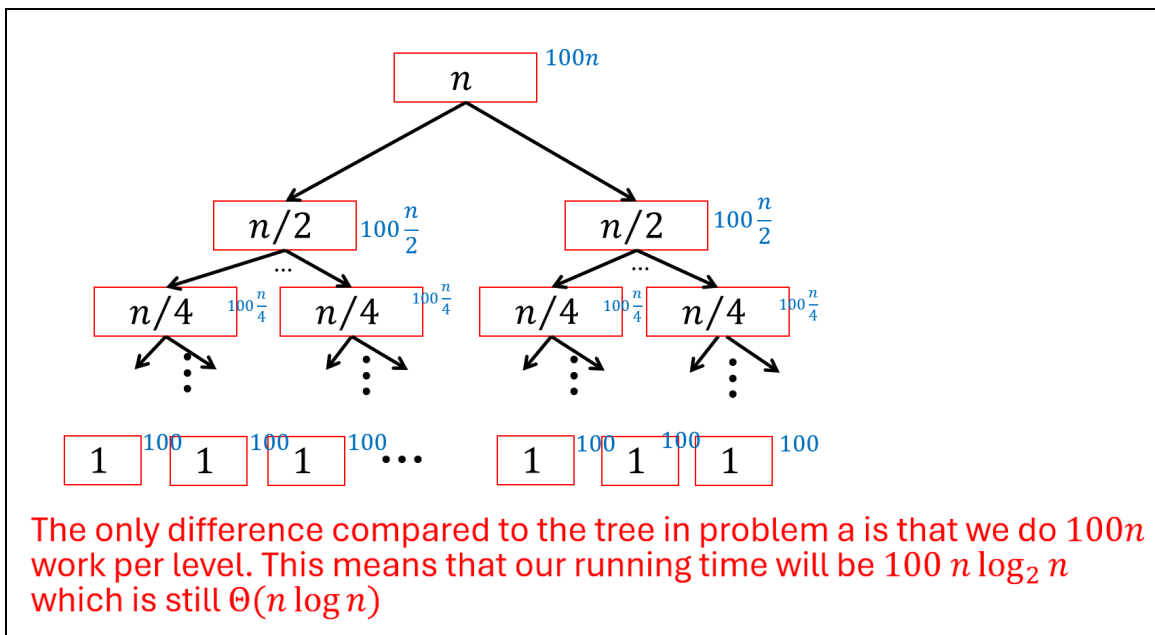 100n
n
n/2 100 n/2 n/2 100 n/2
... ...
n/4 100 n/4 n/4 100 n/4 n/4 100 n/4 n/4 100 n/4
1 100 1 100 1 100 ... 1 100 1 100 1 100
The only difference compared to the tree in problem a is that we do 100n
work per level. This means that our running time will be 100 n log₂ n
which is still Θ(n log n)